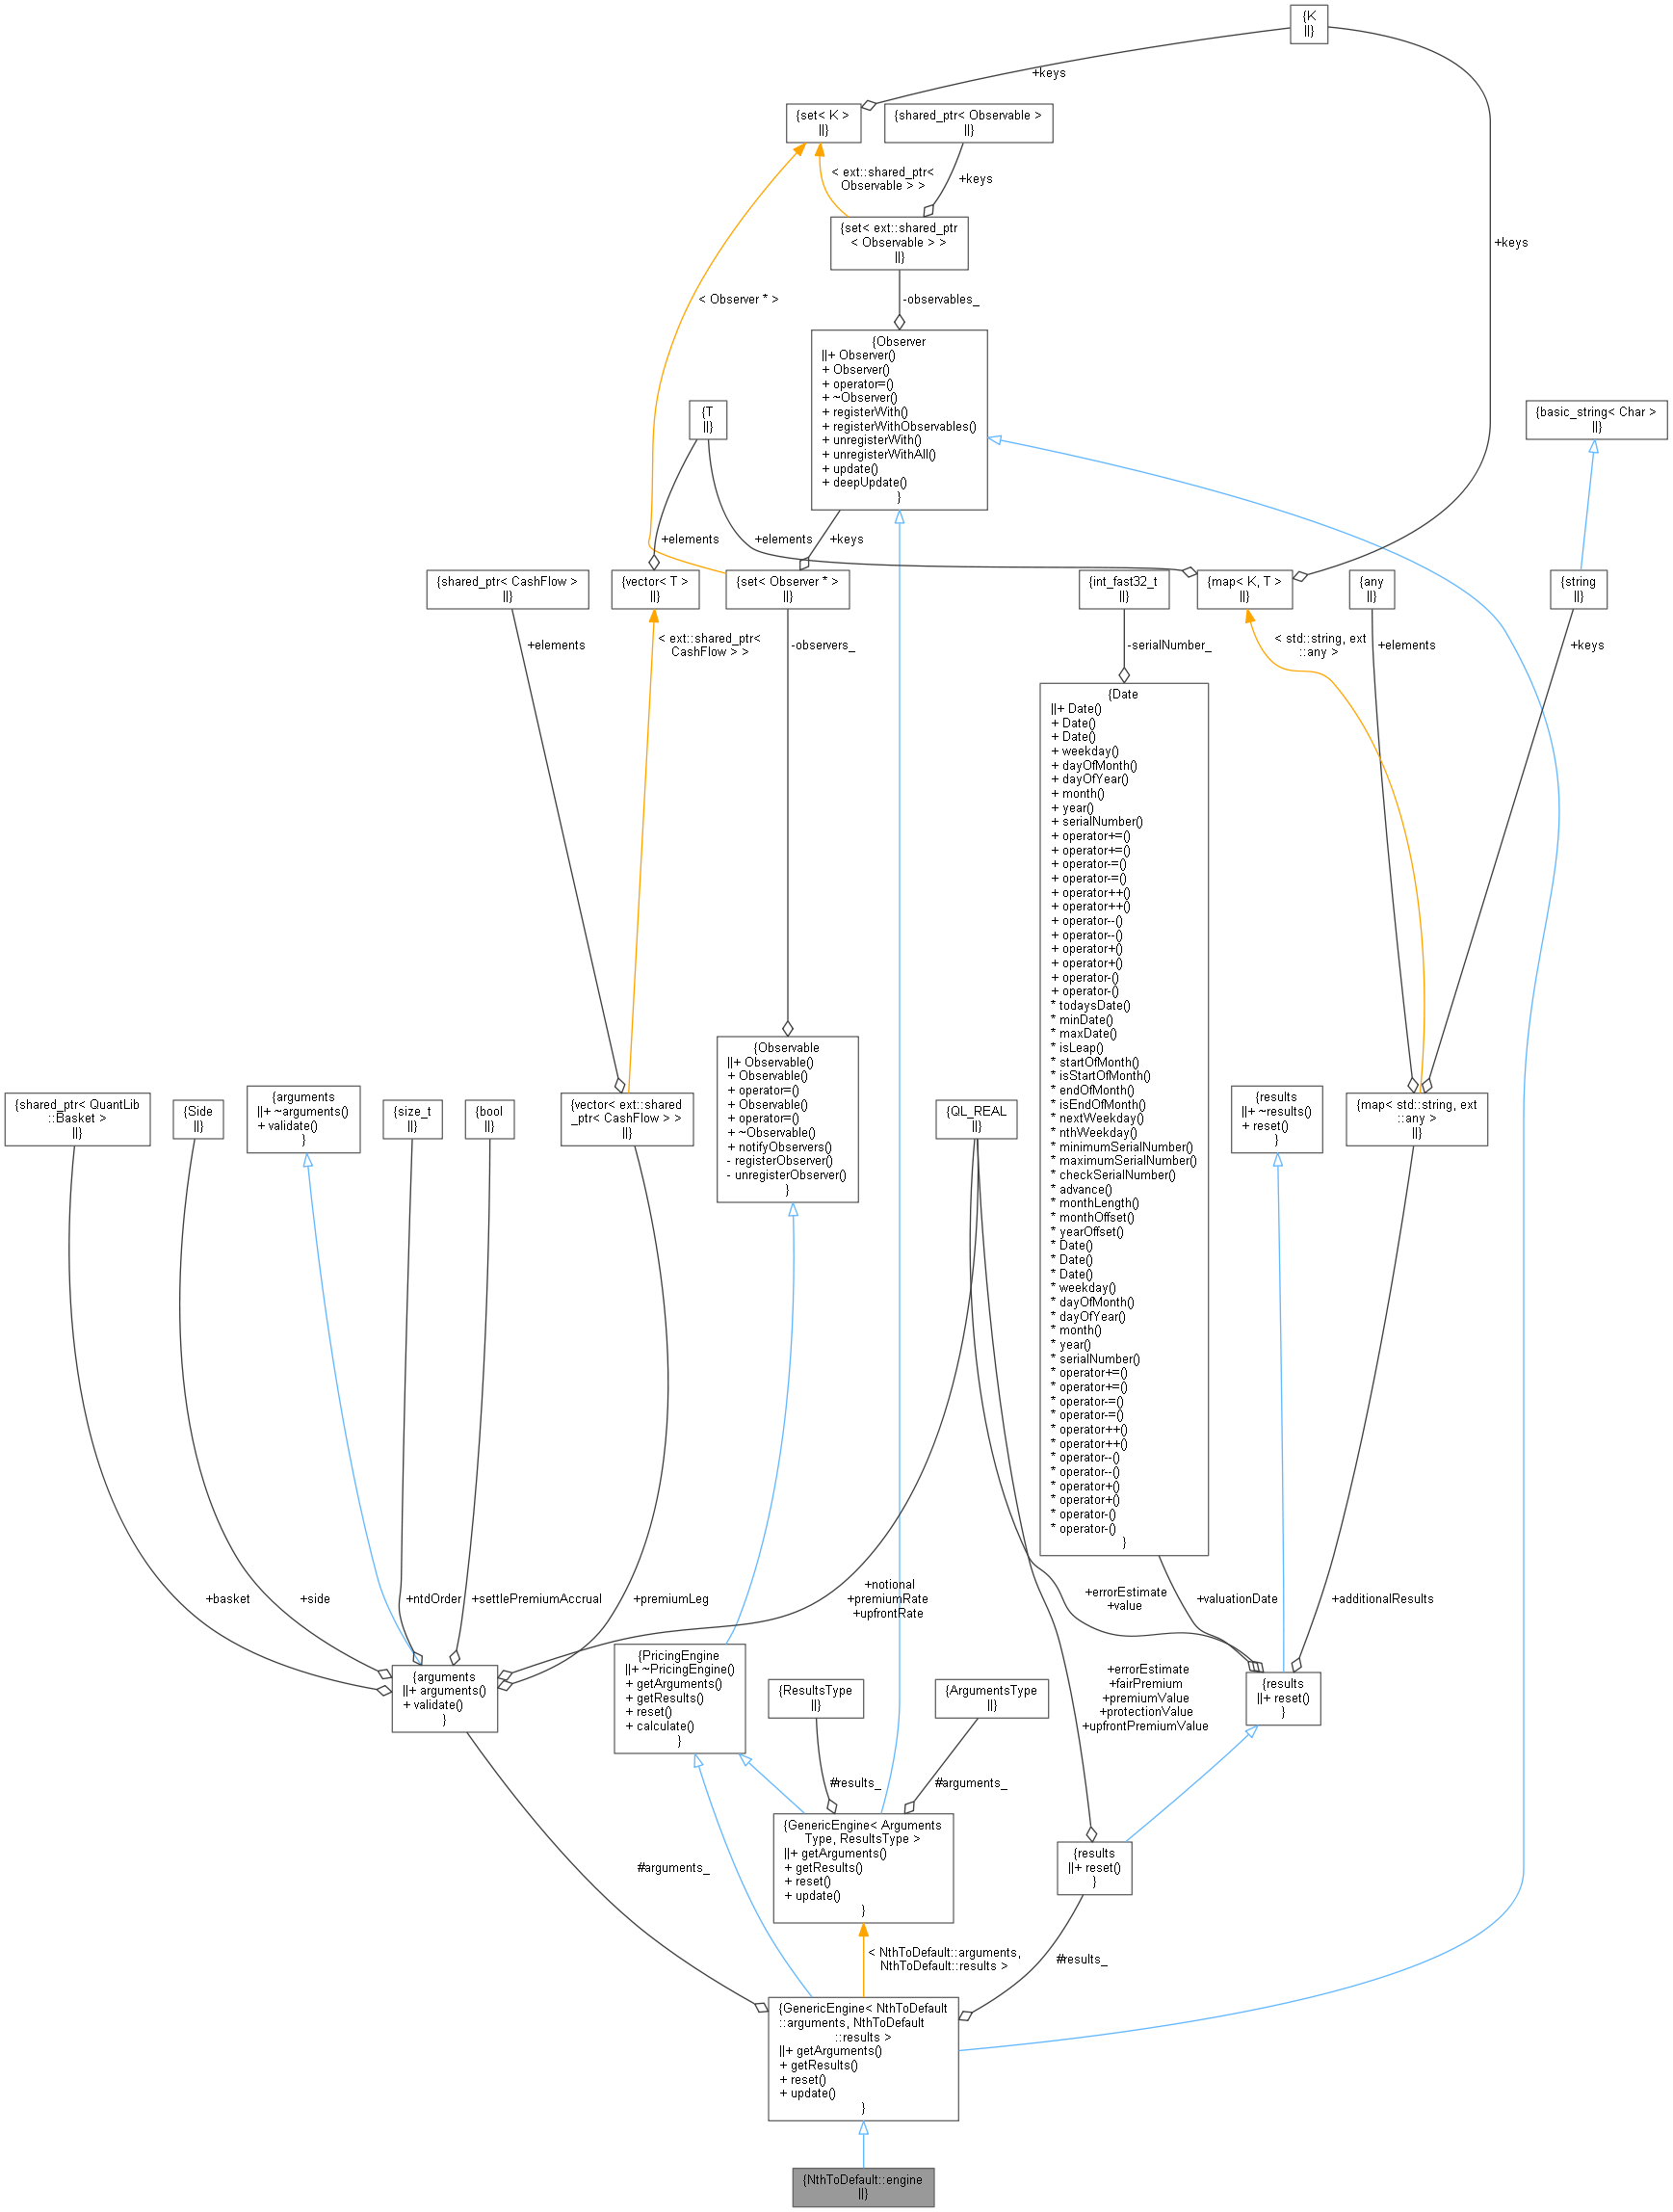 {K
||}
+keys
{set< K >
||}
{shared_ptr< Observable >
||}
< ext::shared_ptr<
Observable > >
+keys
{set< ext::shared_ptr
< Observable > >
||}
+keys
< Observer * >
-observables_
{Observer
||+ Observer()
+ Observer()
+ operator=()
+ ~Observer()
+ registerWith()
+ registerWithObservables()
+ unregisterWith()
+ unregisterWithAll()
+ update()
+ deepUpdate()
}
{T
||}
{basic_string< Char >
||}
+elements
+elements
+keys
{shared_ptr< CashFlow >
||}
{vector< T >
||}
{set< Observer * >
||}
{int_fast32_t
||}
{map< K, T >
||}
{any
||}
{string
||}
+elements
< ext::shared_ptr<
CashFlow > >
-observers_
-serialNumber_
< std::string, ext
::any >
+elements
+keys
{Date
||+ Date()
+ Date()
+ Date()
+ weekday()
+ dayOfMonth()
+ dayOfYear()
+ month()
+ year()
+ serialNumber()
+ operator+=()
+ operator+=()
+ operator-=()
+ operator-=()
+ operator++()
+ operator++()
+ operator--()
+ operator--()
+ operator+()
+ operator+()
+ operator-()
+ operator-()
* todaysDate()
* minDate()
* maxDate()
* isLeap()
* startOfMonth()
* isStartOfMonth()
* endOfMonth()
* isEndOfMonth()
* nextWeekday()
* nthWeekday()
* minimumSerialNumber()
* maximumSerialNumber()
* checkSerialNumber()
* advance()
* monthLength()
* monthOffset()
* yearOffset()
* Date()
* Date()
* Date()
* weekday()
* dayOfMonth()
* dayOfYear()
* month()
* year()
* serialNumber()
* operator+=()
* operator+=()
* operator-=()
* operator-=()
* operator++()
* operator++()
* operator--()
* operator--()
* operator+()
* operator+()
* operator-()
* operator-()
}
{Observable
||+ Observable()
+ Observable()
+ operator=()
+ Observable()
+ operator=()
+ ~Observable()
+ notifyObservers()
- registerObserver()
- unregisterObserver()
}
{shared_ptr< QuantLib
::Basket >
||}
{Side
||}
{arguments
||+ ~arguments()
+ validate()
}
{size_t
||}
{bool
||}
{vector< ext::shared
_ptr< CashFlow > >
||}
{QL_REAL
||}
{results
||+ ~results()
+ reset()
}
{map< std::string, ext
::any >
||}
+basket
+side
+ntdOrder
+settlePremiumAccrual
+premiumLeg
+notional
+premiumRate
+upfrontRate
+errorEstimate
+value
+valuationDate
+additionalResults
{arguments
||+ arguments()
+ validate()
}
{PricingEngine
||+ ~PricingEngine()
+ getArguments()
+ getResults()
+ reset()
+ calculate()
}
{ResultsType
||}
{ArgumentsType
||}
+errorEstimate
+fairPremium
+premiumValue
+protectionValue
+upfrontPremiumValue
{results
||+ reset()
}
#results_
#arguments_
{GenericEngine< Arguments
Type, ResultsType >
||+ getArguments()
+ getResults()
+ reset()
+ update()
}
{results
||+ reset()
}
#arguments_
< NthToDefault::arguments,
NthToDefault::results >
#results_
{GenericEngine< NthToDefault
::arguments, NthToDefault
::results >
||+ getArguments()
+ getResults()
+ reset()
+ update()
}
{NthToDefault::engine
||}